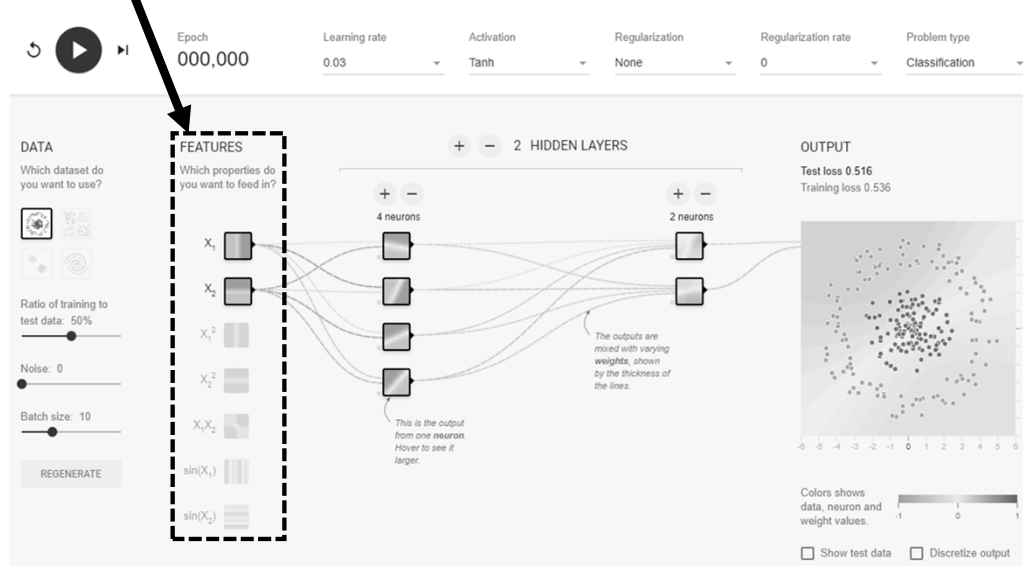 Epoch
000,000
Learning rate
0.03
Activation
Tanh
Regularization
None
Regularization rate
0
Problem type
Classification
DATA
Which dataset do
you want to use?
Ratio of training to
test data: 50%
Noise: 0
Batch size: 10
REGENERATE
FEATURES
Which properties do
you want to feed in?
X₁
X₂
X₁²
X₂²
X₁X₂
sin(X₁)
sin(X₂)
+ − 2 HIDDEN LAYERS
+ −
4 neurons
+ −
2 neurons
This is the output
from one neuron.
Hover to see it
larger.
The outputs are
mixed with varying
weights, shown
by the thickness of
the lines.
OUTPUT
Test loss 0.516
Training loss 0.536
-6 -5 -4 -3 -2 -1 0 1 2 3 4 5 6
Colors shows
data, neuron and
weight values.
-1 0 1
Show test data
Discretize output